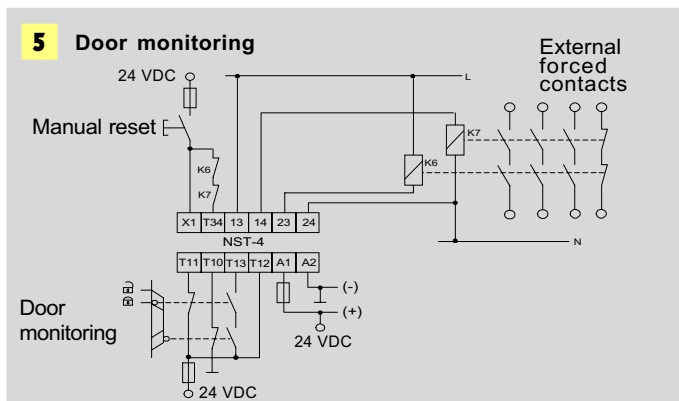 5 Door monitoring
External
forced
contacts
24 VDC
L
Manual reset
K7
K6
K6
K7
X1 T34 13 14 23 24
NST-4
N
T11 T10 T13 T12 A1 A2
(-)
(+)
Door
monitoring
24 VDC
24 VDC